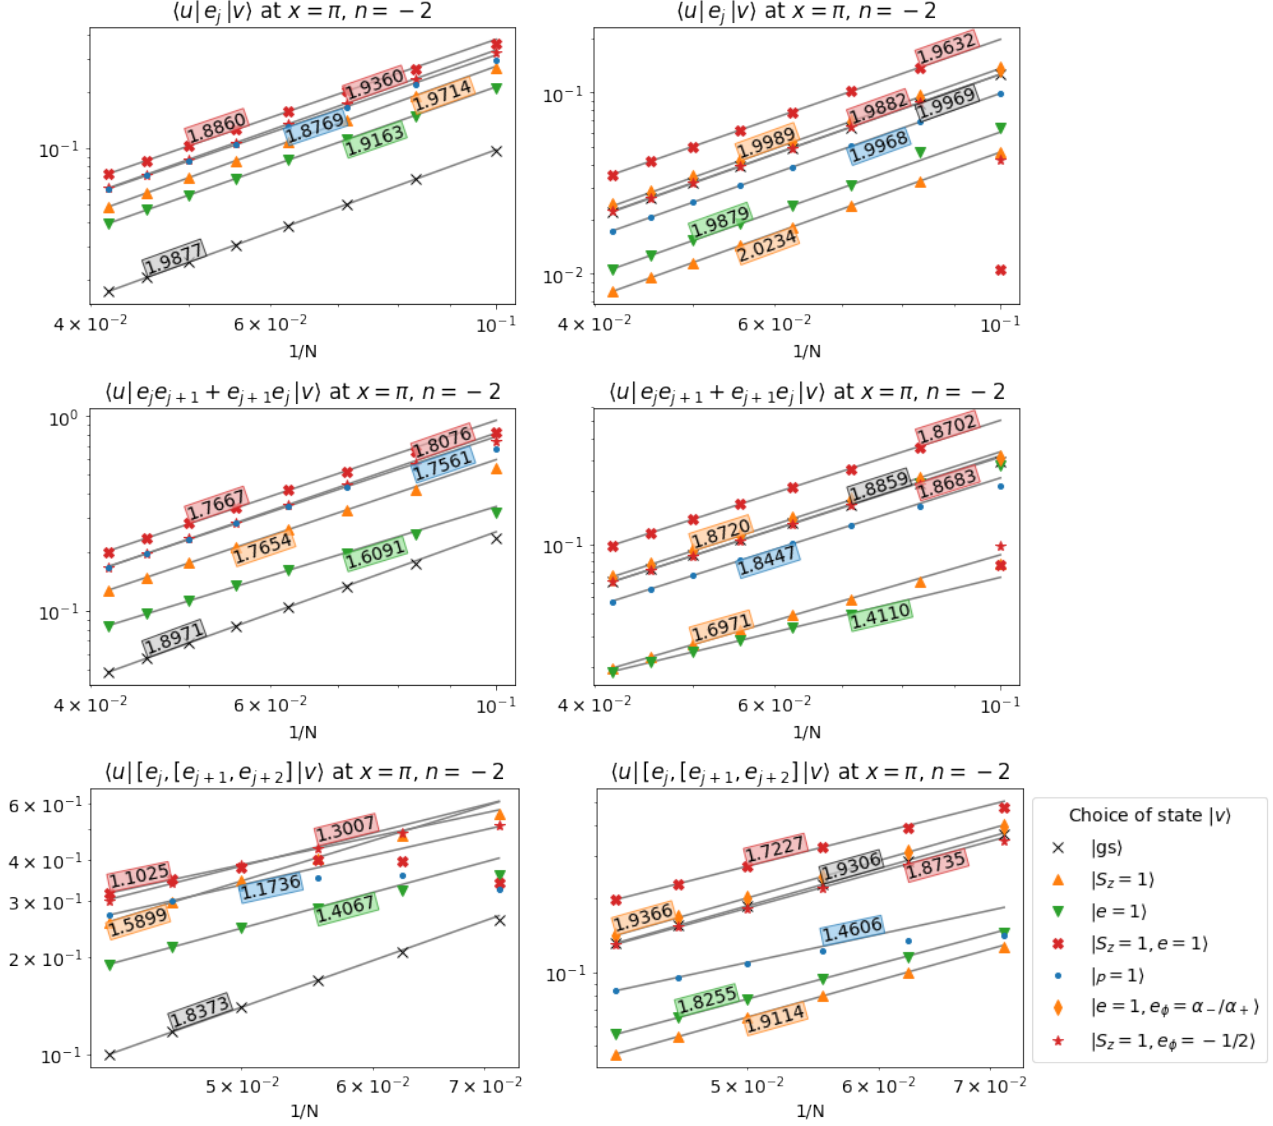 ⟨u| e_j |v⟩ at x = π, n = −2
1.9360
1.9714
1.8860
1.8769
1.9163
10⁻¹
1.9877
4 × 10⁻²
6 × 10⁻²
10⁻¹
1/N
⟨u| e_j |v⟩ at x = π, n = −2
1.9632
10⁻¹
1.9882
1.9969
1.9989
1.9968
1.9879
2.0234
10⁻²
4 × 10⁻²
6 × 10⁻²
10⁻¹
1/N
⟨u| e_j e_{j+1} + e_{j+1} e_j |v⟩ at x = π, n = −2
10⁰
1.8076
1.7561
1.7667
1.7654
1.6091
10⁻¹
1.8971
4 × 10⁻²
6 × 10⁻²
10⁻¹
1/N
⟨u| e_j e_{j+1} + e_{j+1} e_j |v⟩ at x = π, n = −2
1.8702
1.8859
1.8683
1.8720
10⁻¹
1.8447
1.6971
1.4110
4 × 10⁻²
6 × 10⁻²
10⁻¹
1/N
⟨u| [e_j, [e_{j+1}, e_{j+2}] |v⟩ at x = π, n = −2
6 × 10⁻¹
1.3007
4 × 10⁻¹
1.1025
1.1736
3 × 10⁻¹
1.5899
1.4067
2 × 10⁻¹
1.8373
10⁻¹
5 × 10⁻²
6 × 10⁻²
7 × 10⁻²
1/N
⟨u| [e_j, [e_{j+1}, e_{j+2}] |v⟩ at x = π, n = −2
1.7227
1.9306
1.8735
1.9366
1.4606
10⁻¹
1.8255
1.9114
5 × 10⁻²
6 × 10⁻²
7 × 10⁻²
1/N
Choice of state |v⟩
|gs⟩
|S_z = 1⟩
|e = 1⟩
|S_z = 1, e = 1⟩
|p = 1⟩
|e = 1, e_ϕ = α₋/α₊⟩
|S_z = 1, e_ϕ = −1/2⟩